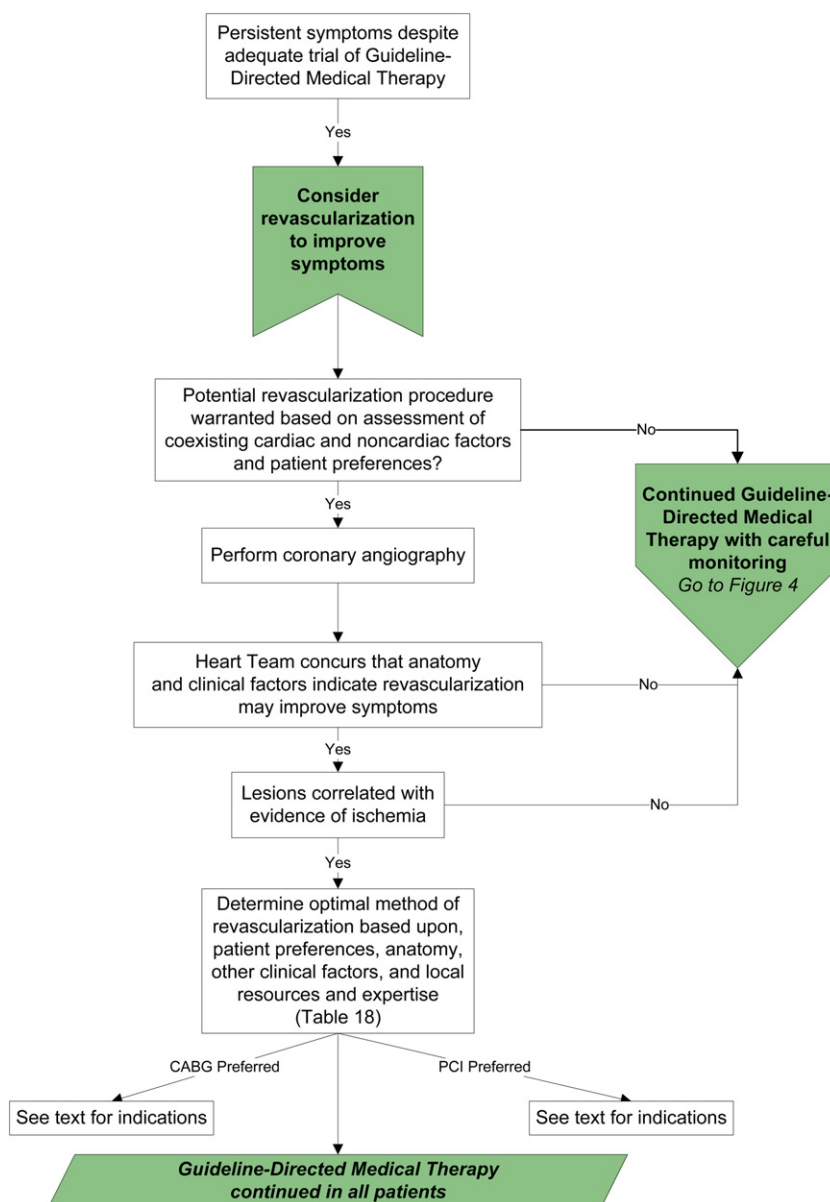 Persistent symptoms despite
adequate trial of Guideline-
Directed Medical Therapy
Yes
Consider
revascularization
to improve
symptoms
Potential revascularization procedure
warranted based on assessment of
coexisting cardiac and noncardiac factors
and patient preferences?
No
Yes
Continued Guideline-
Directed Medical
Therapy with careful
monitoring
Go to Figure 4
Perform coronary angiography
Heart Team concurs that anatomy
and clinical factors indicate revascularization
may improve symptoms
No
Yes
Lesions correlated with
evidence of ischemia
No
Yes
Determine optimal method of
revascularization based upon,
patient preferences, anatomy,
other clinical factors, and local
resources and expertise
(Table 18)
CABG Preferred
PCI Preferred
See text for indications
See text for indications
Guideline-Directed Medical Therapy
continued in all patients